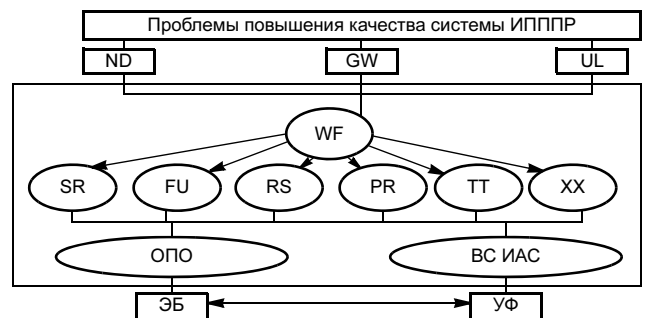 Проблемы повышения качества системы ИПППР
ND GW UL
WF
SR FU RS PR TT XX
ОПО ВС ИАС
ЭБ УФ